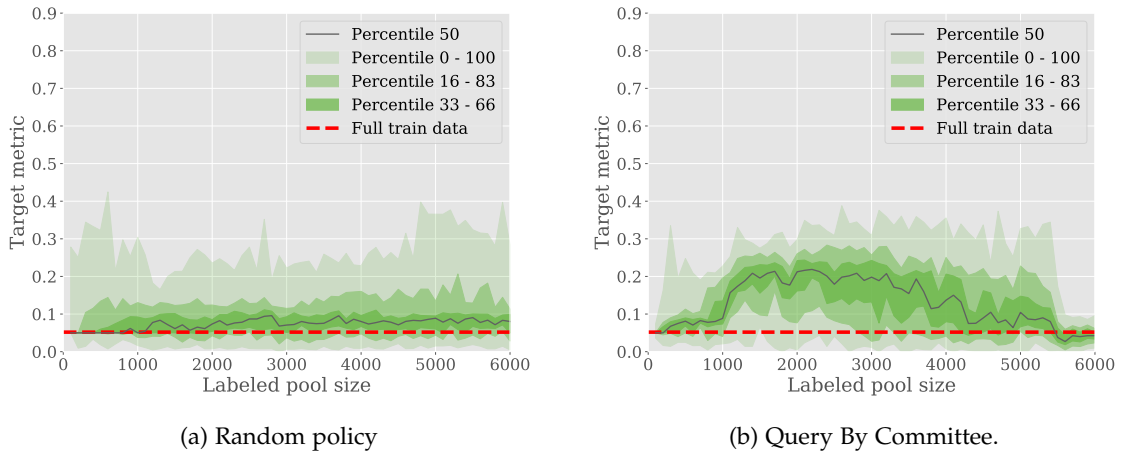 0.9
0.8
0.7
0.6
0.5
0.4
0.3
0.2
0.1
0.0
Target metric
Percentile 50
Percentile 0 - 100
Percentile 16 - 83
Percentile 33 - 66
Full train data
0 1000 2000 3000 4000 5000 6000
Labeled pool size
(a) Random policy
0.9
0.8
0.7
0.6
0.5
0.4
0.3
0.2
0.1
0.0
Target metric
Percentile 50
Percentile 0 - 100
Percentile 16 - 83
Percentile 33 - 66
Full train data
0 1000 2000 3000 4000 5000 6000
Labeled pool size
(b) Query By Committee.